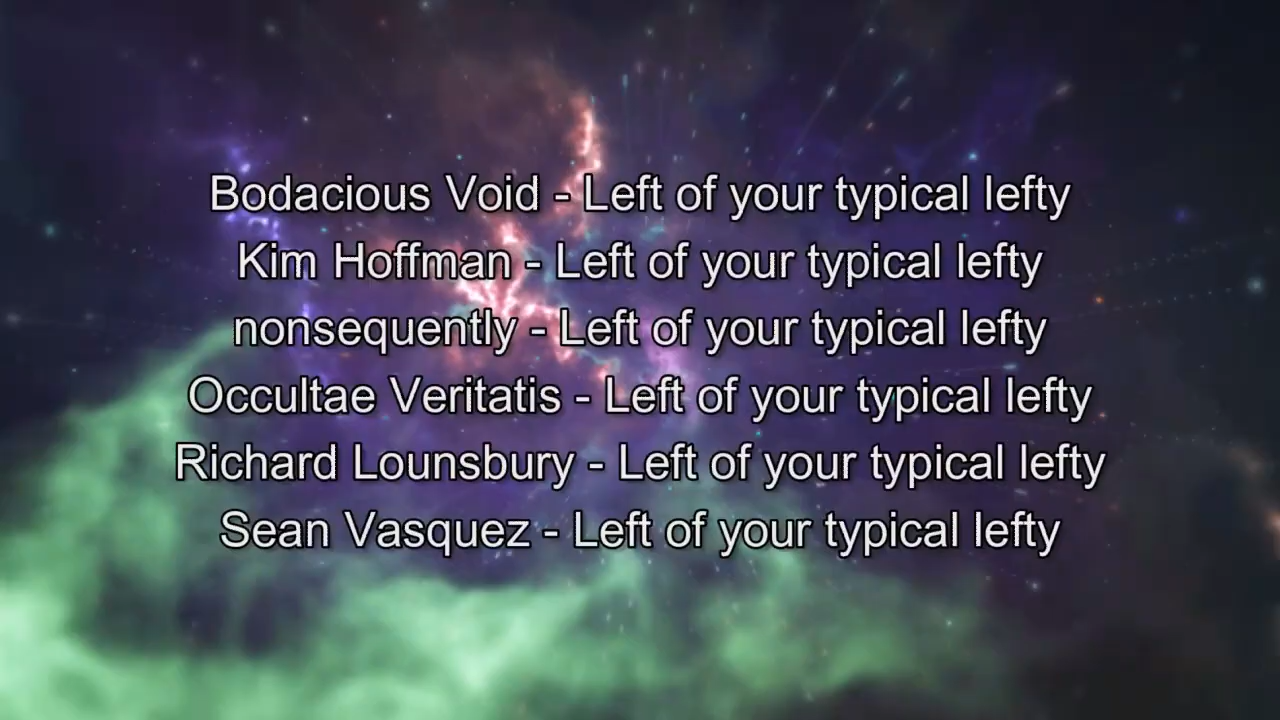 Bodacious Void - Left of your typical lefty
Kim Hoffman - Left of your typical lefty
nonsequently - Left of your typical lefty
Occultae Veritatis - Left of your typical lefty
Richard Lounsbury - Left of your typical lefty
Sean Vasquez - Left of your typical lefty